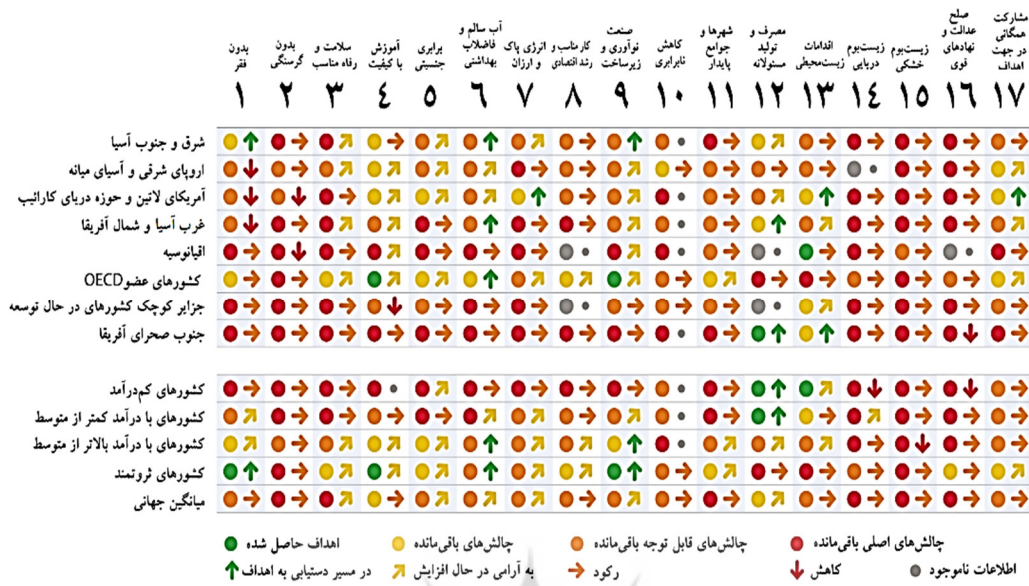 بدون فقر
بدون گرسنگی
سلامت و رفاه مناسب
آموزش با کیفیت
برابری جنسیتی
آب سالم و فاضلاب بهداشتی
انرژی پاک و ارزان
کار مناسب و رشد اقتصادی
صنعت نوآوری و زیرساخت
کاهش نابرابری
شهرها و جوامع پایدار
مصرف و تولید مسئولانه
اقدامات زیست‌محیطی
زیست‌بوم دریایی
زیست‌بوم خشکی
صلح عدالت و نهادهای قوی
مشارکت همگانی در جهت اهداف
۱ ۲ ۳ ۴ ۵ ۶ ۷ ۸ ۹ ۱۰ ۱۱ ۱۲ ۱۳ ۱۴ ۱۵ ۱۶ ۱۷
شرق و جنوب آسیا
اروپای شرقی و آسیای میانه
آمریکای لاتین و حوزه دریای کارائیب
غرب آسیا و شمال آفریقا
اقیانوسیه
کشورهای عضو OECD
جزایر کوچک کشورهای در حال توسعه
جنوب صحرای آفریقا
کشورهای کم‌درآمد
کشورهای با درآمد کمتر از متوسط
کشورهای با درآمد بالاتر از متوسط
کشورهای ثروتمند
میانگین جهانی
چالش‌های اصلی باقی‌مانده
چالش‌های قابل توجه باقی‌مانده
چالش‌های باقی‌مانده
اهداف حاصل شده
اطلاعات ناموجود
کاهش
رکود
به آرامی در حال افزایش
در مسیر دستیابی به اهداف